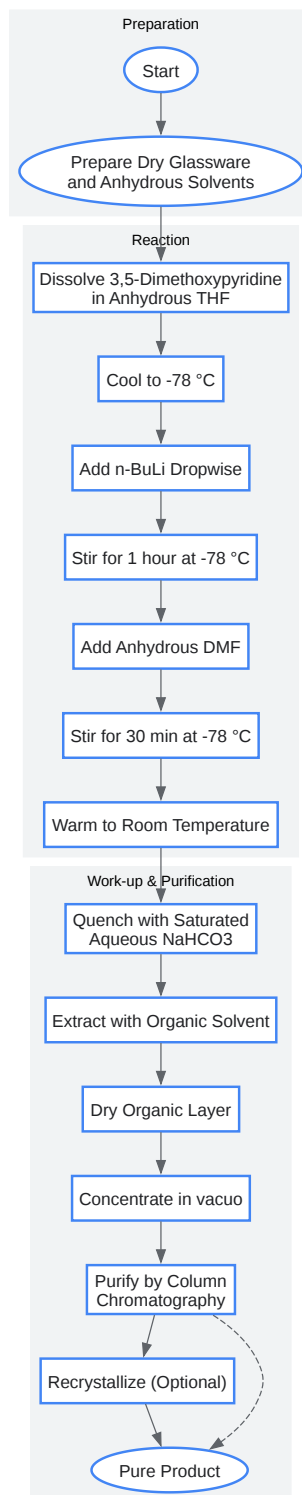 Preparation
Start
Prepare Dry Glassware
and Anhydrous Solvents
Reaction
Dissolve 3,5-Dimethoxypyridine
in Anhydrous THF
Cool to -78 °C
Add n-BuLi Dropwise
Stir for 1 hour at -78 °C
Add Anhydrous DMF
Stir for 30 min at -78 °C
Warm to Room Temperature
Work-up & Purification
Quench with Saturated
Aqueous NaHCO3
Extract with Organic Solvent
Dry Organic Layer
Concentrate in vacuo
Purify by Column
Chromatography
Recrystallize (Optional)
Pure Product